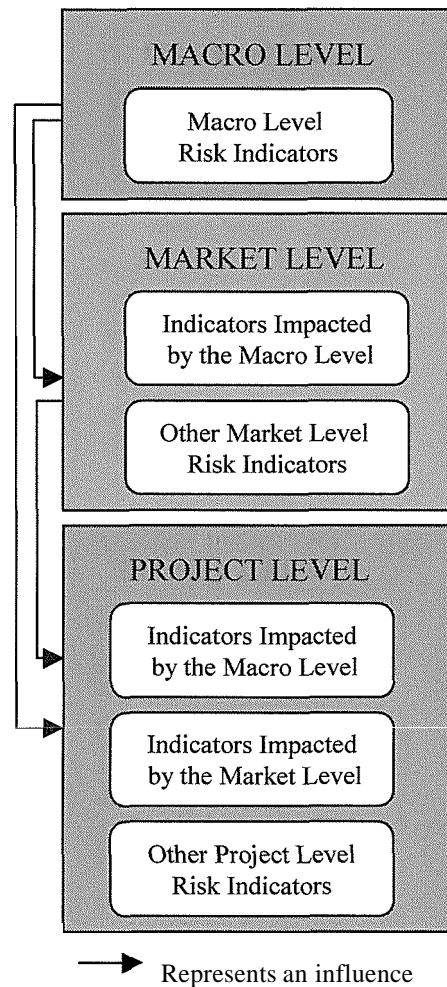 MACRO LEVEL
Macro Level
Risk Indicators
MARKET LEVEL
Indicators Impacted
by the Macro Level
Other Market Level
Risk Indicators
PROJECT LEVEL
Indicators Impacted
by the Macro Level
Indicators Impacted
by the Market Level
Other Project Level
Risk Indicators
Represents an influence